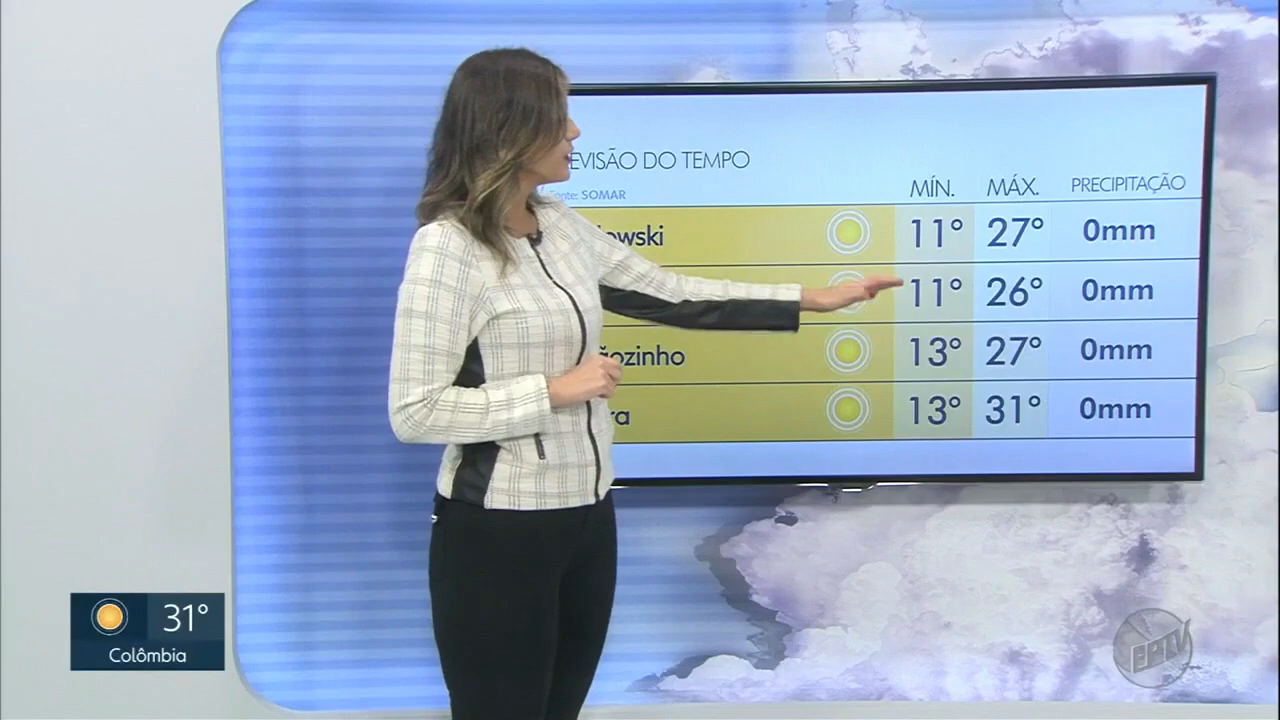 EVISÃO DO TEMPO
Fonte: SOMAR
MÍN. MÁX. PRECIPITAÇÃO
lowski 11° 27° 0mm
11° 26° 0mm
ãozinho 13° 27° 0mm
ra 13° 31° 0mm
31°
Colômbia
EPTV